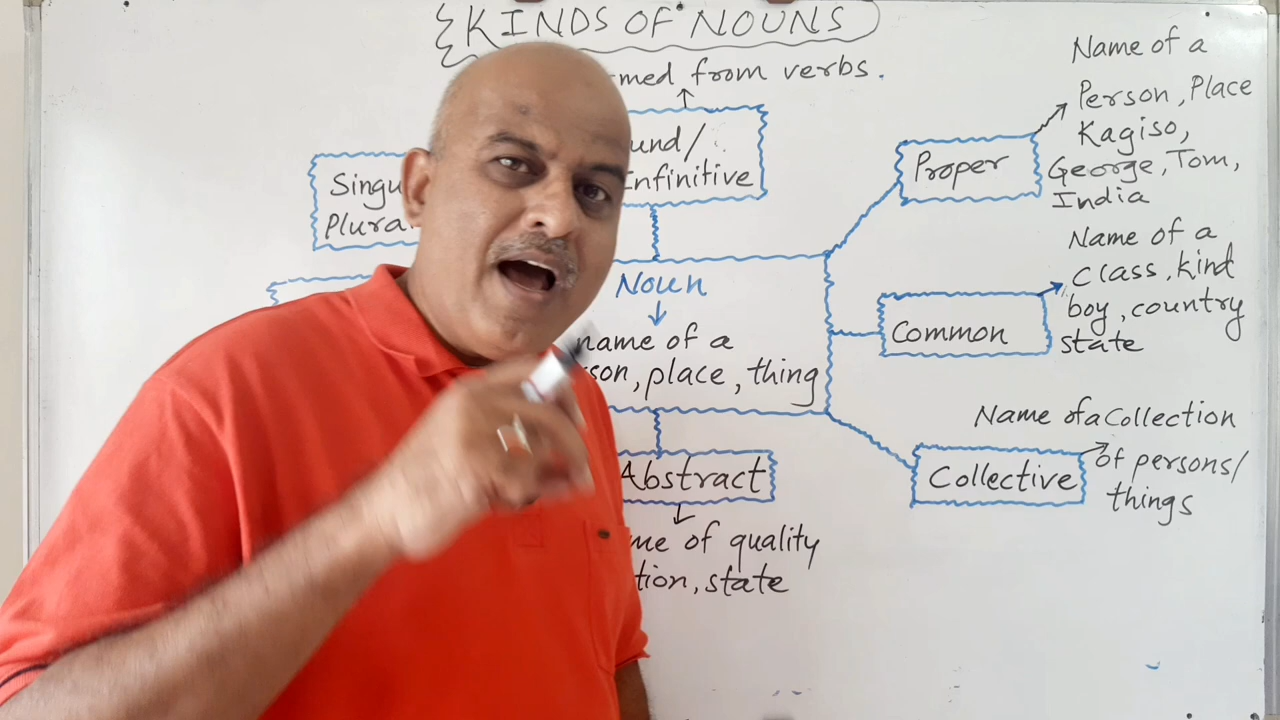 KINDS OF NOUNS
med from verbs.
und/
Infinitive
Singu
Plura
Noun
name of a
son, place, thing
Abstract
me of quality
tion, state
Proper
Name of a
Person, Place
Kagiso,
George, Tom,
India
Common
Name of a
class, kind
boy, country
state
Collective
Name of a Collection
of persons/
things